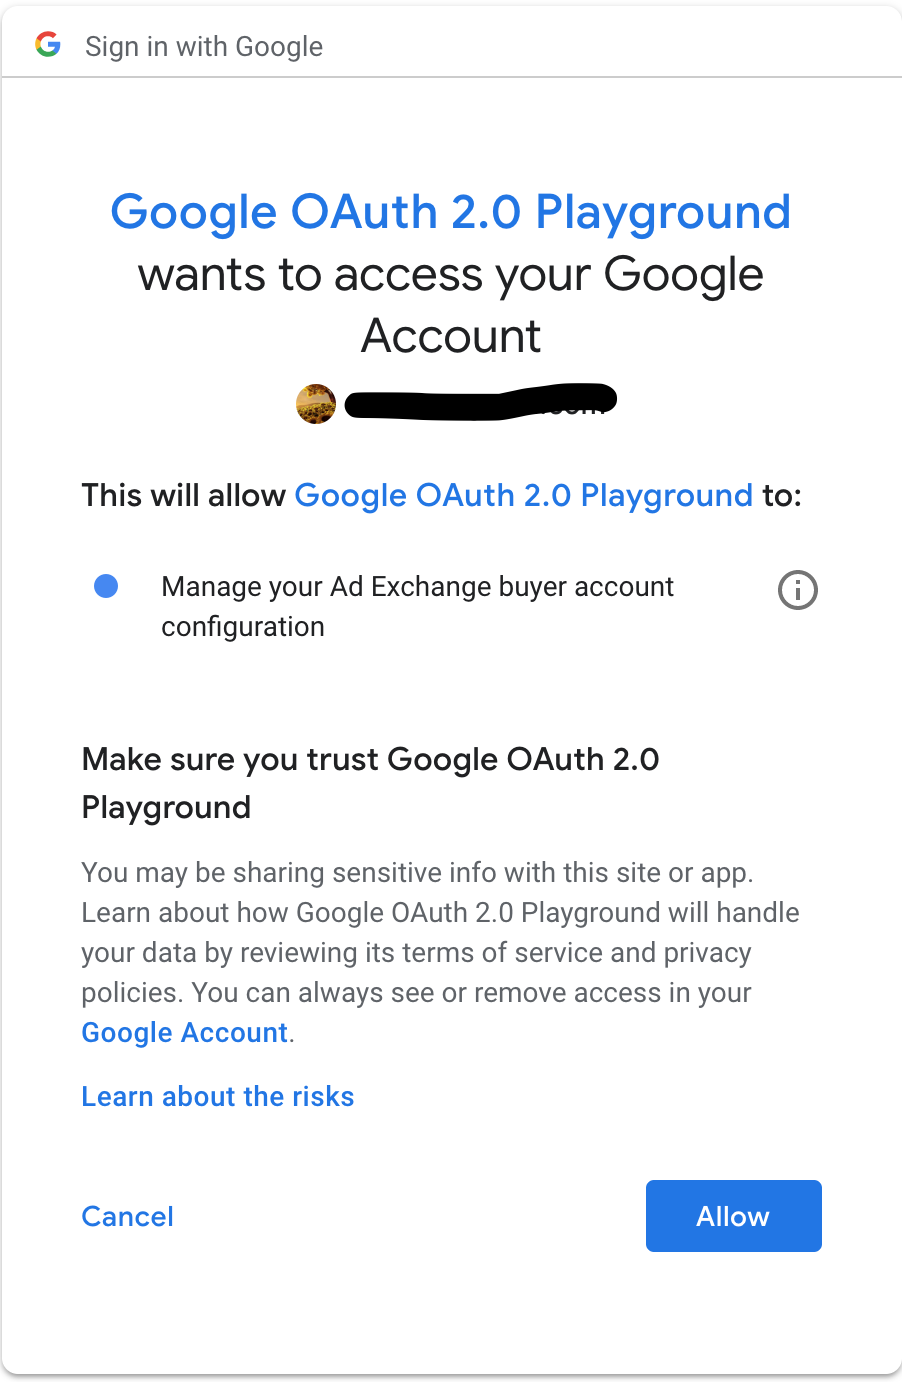 Sign in with Google
Google OAuth 2.0 Playground
wants to access your Google
Account
This will allow Google OAuth 2.0 Playground to:
Manage your Ad Exchange buyer account
configuration
Make sure you trust Google OAuth 2.0
Playground
You may be sharing sensitive info with this site or app.
Learn about how Google OAuth 2.0 Playground will handle
your data by reviewing its terms of service and privacy
policies. You can always see or remove access in your
Google Account.
Learn about the risks
Cancel
Allow